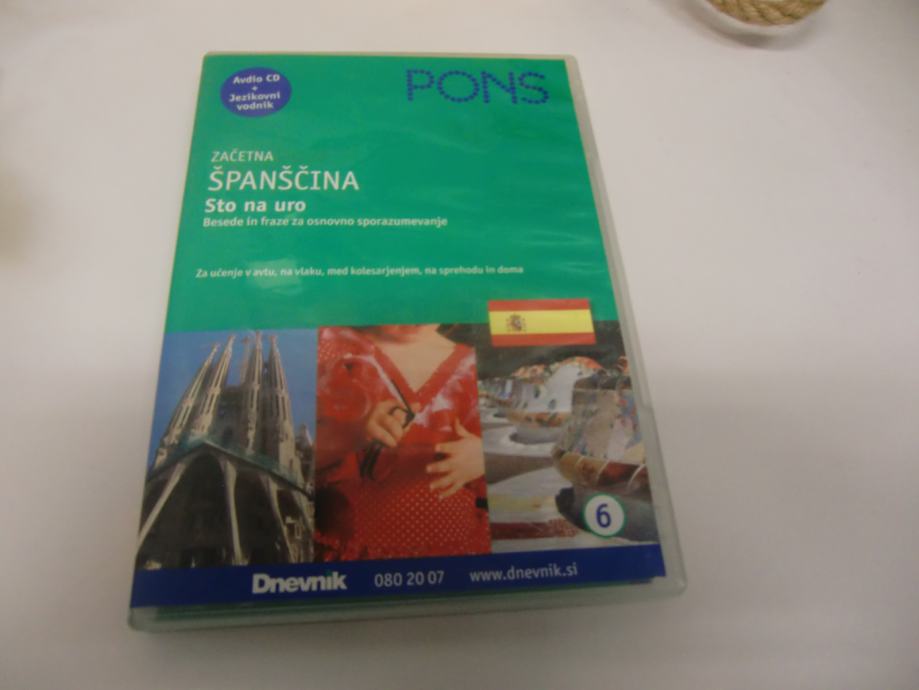 Avdio CD
+
Jezikovni
vodnik
PONS
ZAČETNA
ŠPANŠČINA
Sto na uro
Besede in fraze za osnovno sporazumevanje
Za učenje v avtu, na vlaku, med kolesarjenjem, na sprehodu in doma
6
Dnevnik 080 20 07 www.dnevnik.si